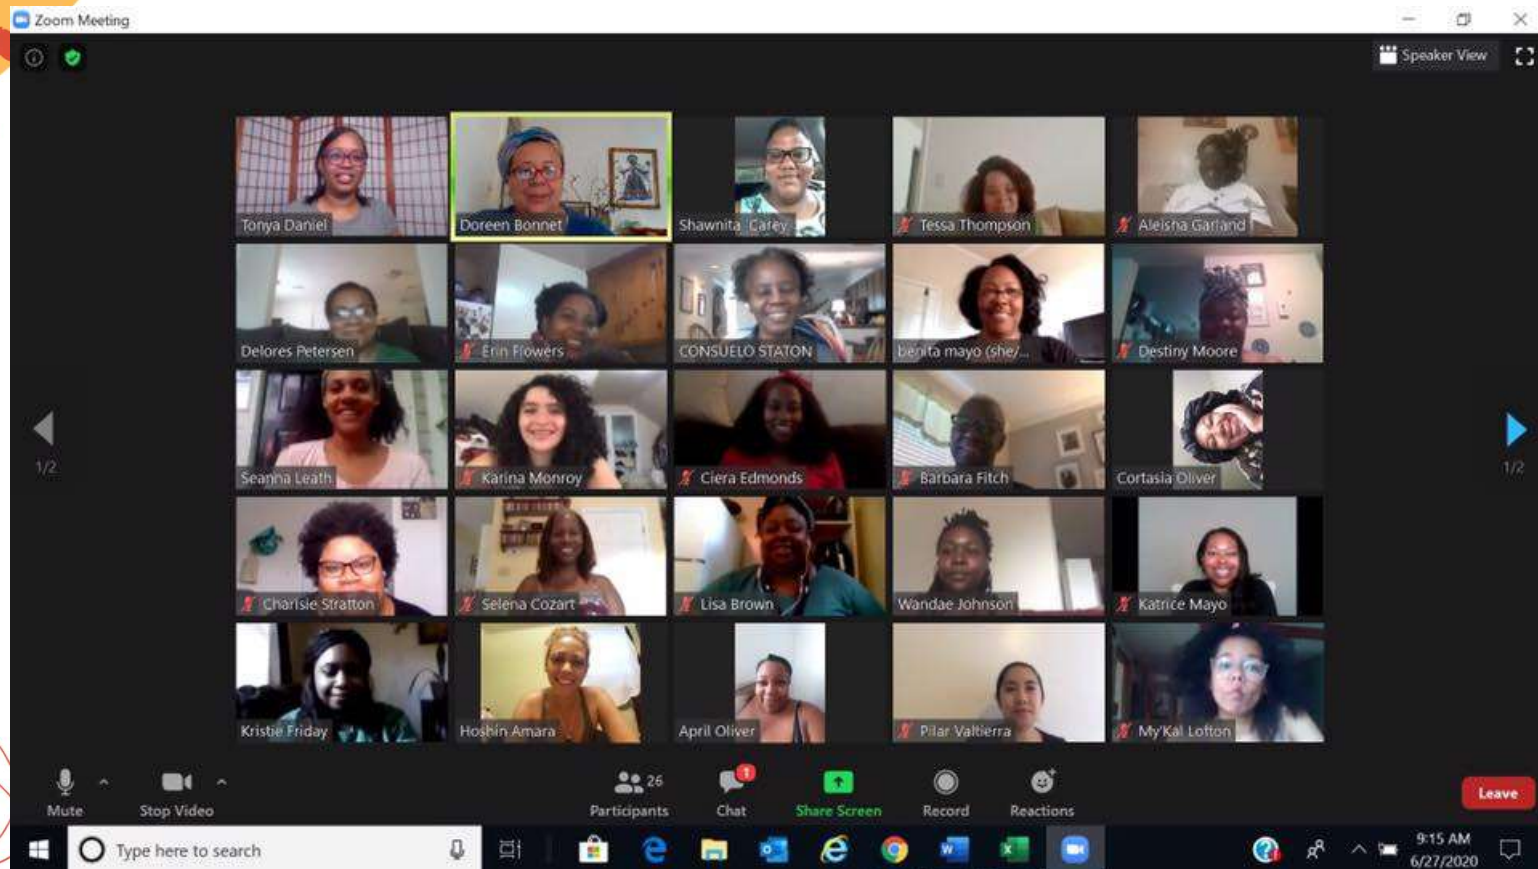 Zoom Meeting
Speaker View
Tonya Daniel
Doreen Bonnet
Shawnita Carey
Tessa Thompson
Aleisha Garland
Delores Petersen
Erin Flowers
CONSUELO STATON
benita mayo (she/...
Destiny Moore
Seanna Leath
Karina Monroy
Ciera Edmonds
Barbara Fitch
Cortasia Oliver
1/2
1/2
Charisie Stratton
Selena Cozart
Lisa Brown
Wandae Johnson
Katrice Mayo
Kristie Friday
Hoshin Amara
April Oliver
Pilar Valtierra
My'Kal Lofton
Mute
Stop Video
26
Participants
1
Chat
Share Screen
Record
Reactions
Leave
Type here to search
9:15 AM
6/27/2020